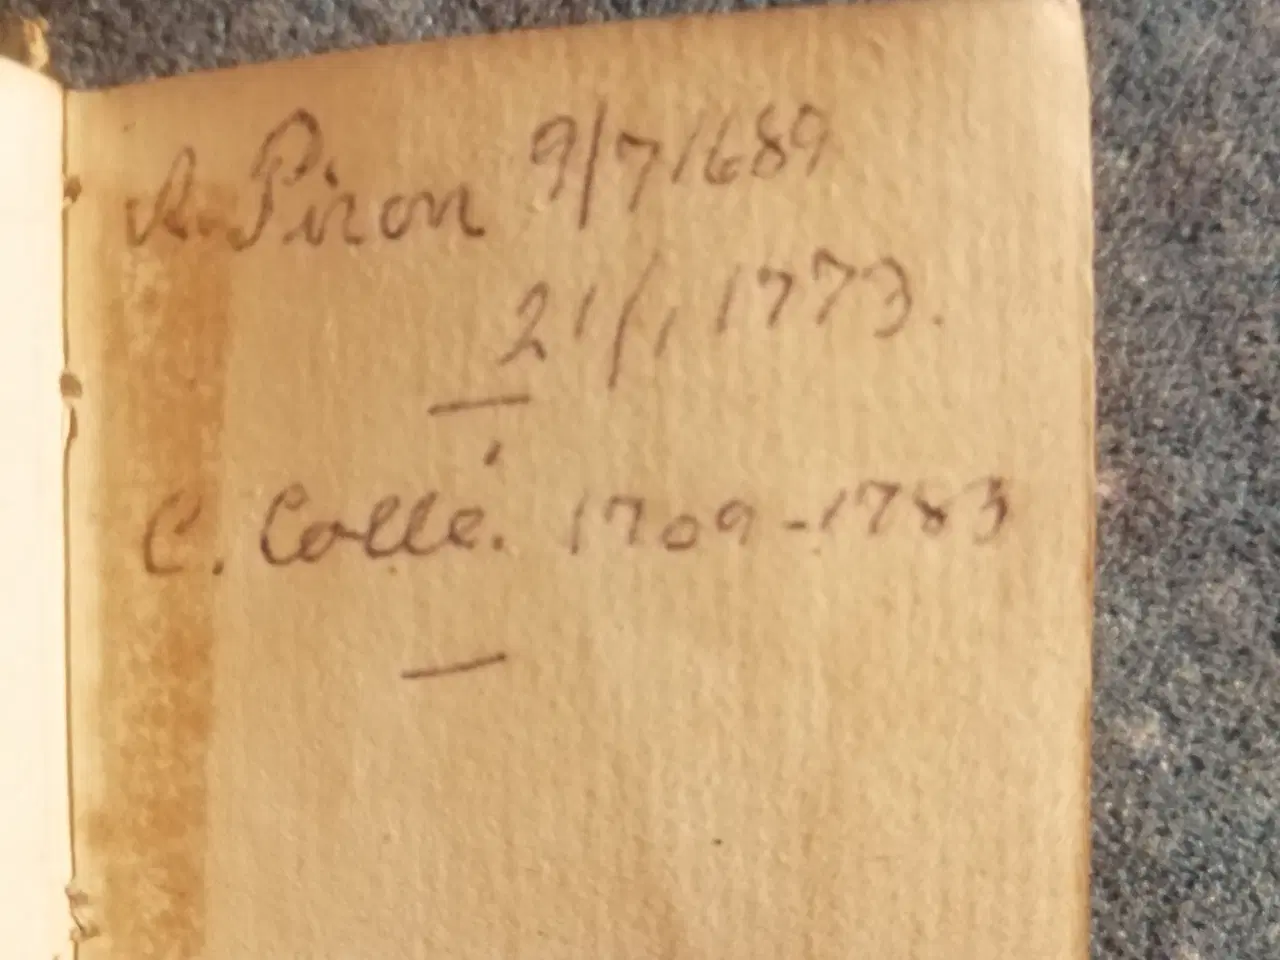 A. Piron 9/7 1689
21/1 1773.
C. Collé. 1709-1783